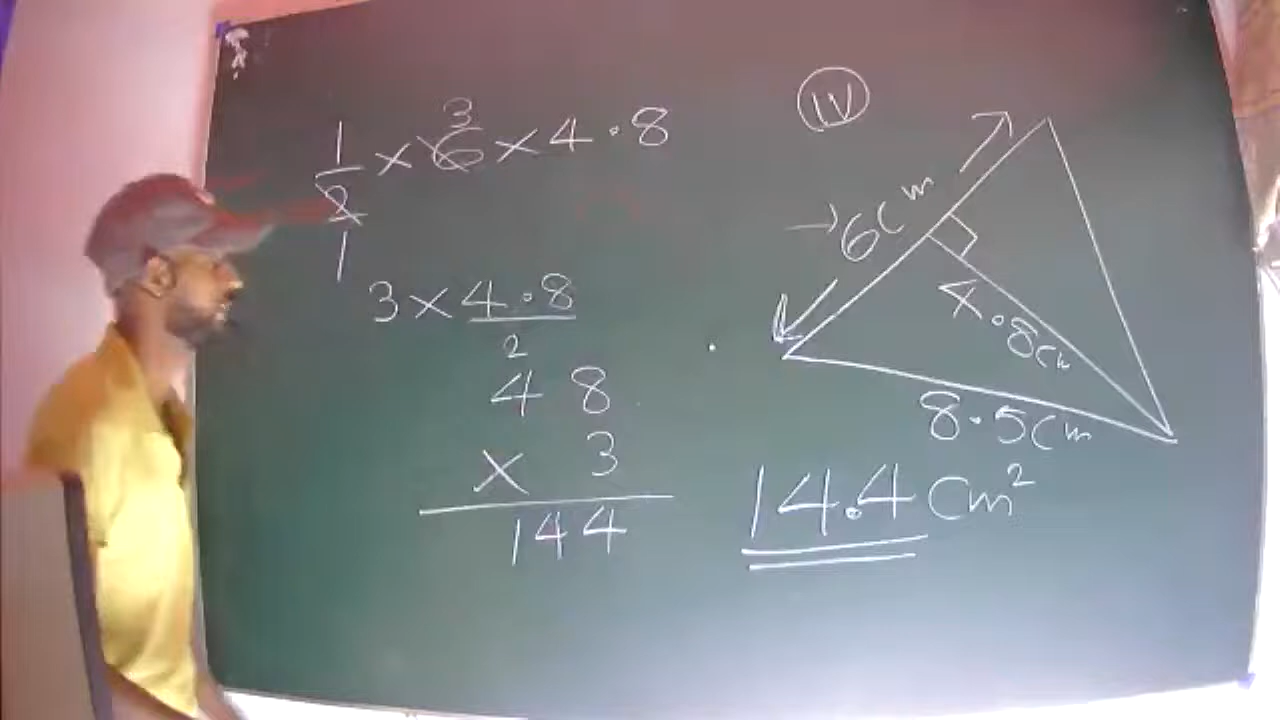 1/2 × 6 × 4.8
3
1
3 × 4.8
2
4 8
× 3
144
IV
6cm
4.8cm
8.5cm
14.4 cm²